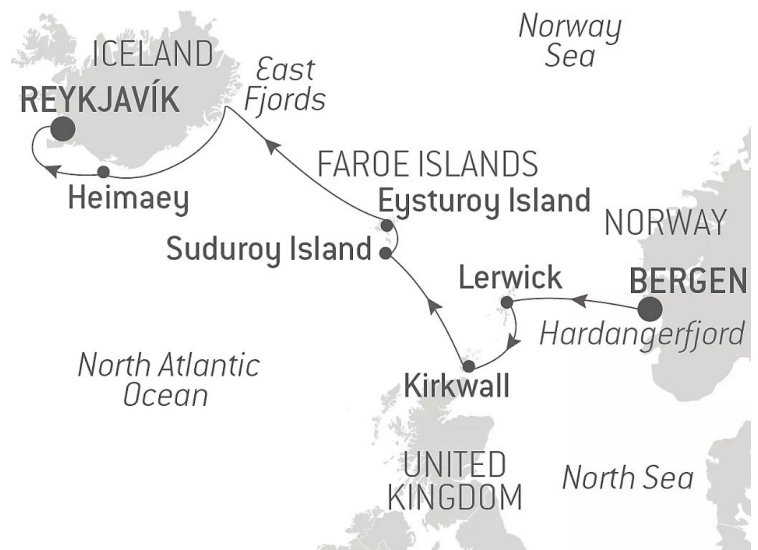 Norway
Sea
ICELAND
East
Fjords
REYKJAVÍK
FAROE ISLANDS
Heimaey
Eysturoy Island
NORWAY
Suduroy Island
Lerwick
BERGEN
Hardangerfjord
North Atlantic
Ocean
Kirkwall
UNITED
KINGDOM
North Sea